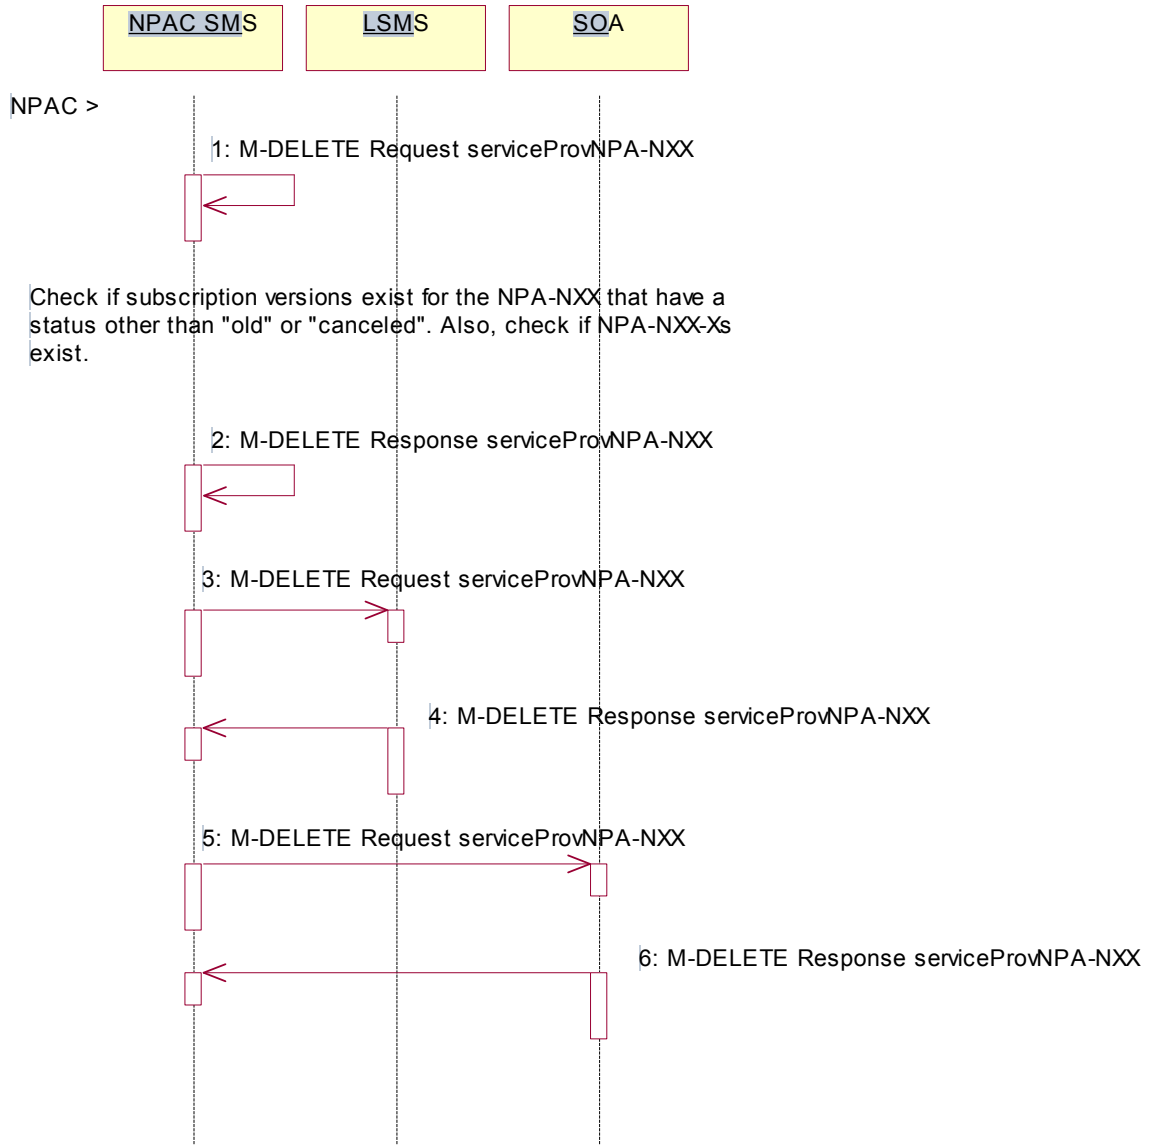 NPAC SMS
LSMS
SOA
NPAC >
1: M-DELETE Request serviceProvNPA-NXX
Check if subscription versions exist for the NPA-NXX that have a
status other than "old" or "canceled". Also, check if NPA-NXX-Xs
exist.
2: M-DELETE Response serviceProvNPA-NXX
3: M-DELETE Request serviceProvNPA-NXX
4: M-DELETE Response serviceProvNPA-NXX
5: M-DELETE Request serviceProvNPA-NXX
6: M-DELETE Response serviceProvNPA-NXX